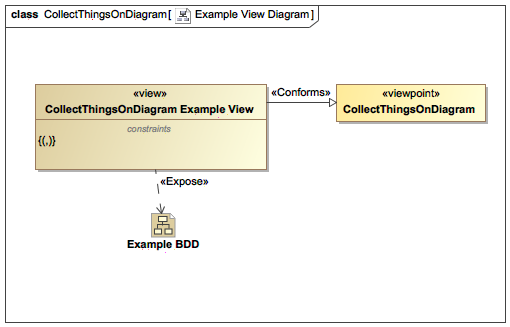 class CollectThingsOnDiagram[ Example View Diagram]
«view»
CollectThingsOnDiagram Example View
constraints
{(,)}
«Conforms»
«viewpoint»
CollectThingsOnDiagram
«Expose»
Example BDD